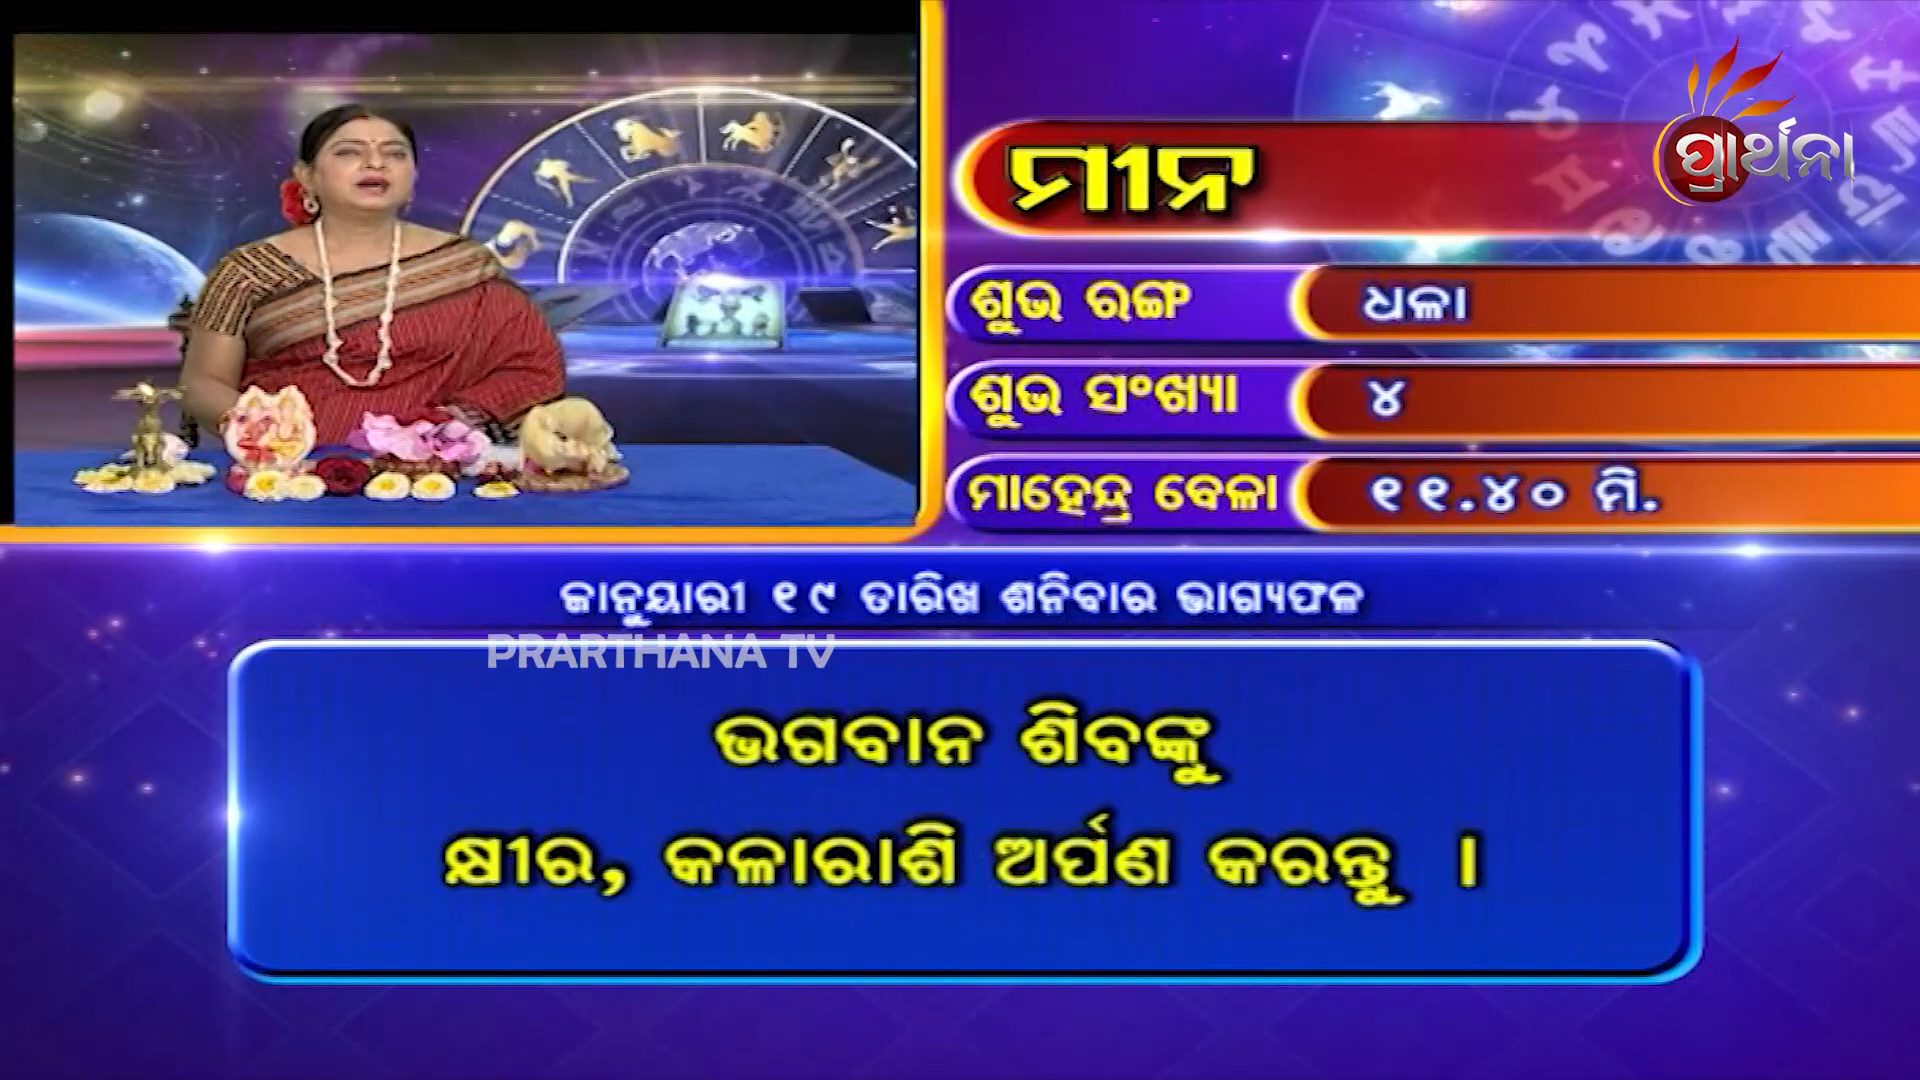 ମୀନ
ପ୍ରାର୍ଥନା
ଶୁଭ ରଙ୍ଗ ଧଳା
ଶୁଭ ସଂଖ୍ୟା ୪
ମାହେନ୍ଦ୍ର ବେଳା ୧୧.୪୦ ମି.
ଜାନୁୟାରୀ ୧୯ ତାରିଖ ଶନିବାର ଭାଗ୍ୟଫଳ
PRARTHANA TV
ଭଗବାନ ଶିବଙ୍କୁ
କ୍ଷୀର, କଳାରାଶି ଅର୍ପଣ କରନ୍ତୁ ।